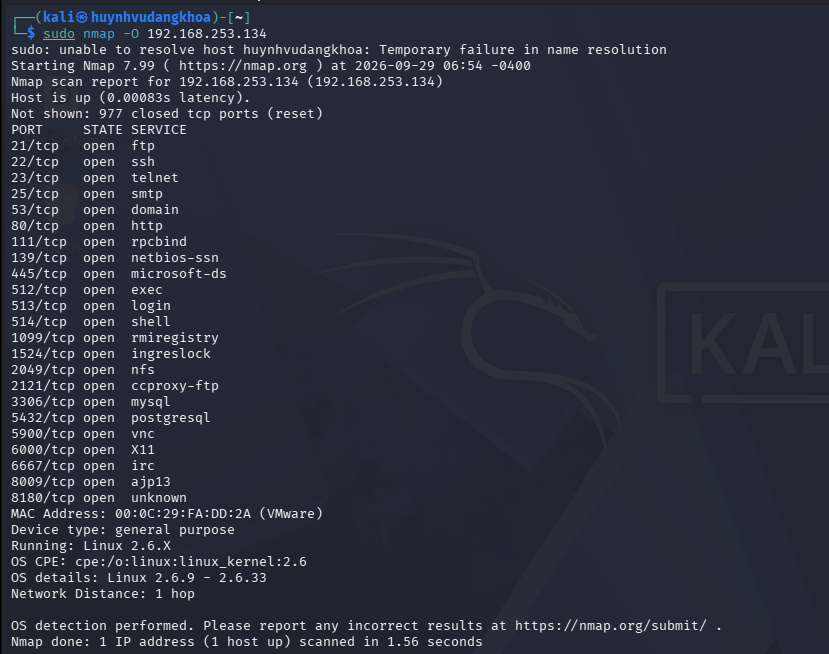 ┌──(kali㉿huynhvudangkhoa)-[~]
└─$ sudo nmap -O 192.168.253.134
sudo: unable to resolve host huynhvudangkhoa: Temporary failure in name resolution
Starting Nmap 7.99 ( https://nmap.org ) at 2026-09-29 06:54 -0400
Nmap scan report for 192.168.253.134 (192.168.253.134)
Host is up (0.00083s latency).
Not shown: 977 closed tcp ports (reset)
PORT     STATE SERVICE
21/tcp   open  ftp
22/tcp   open  ssh
23/tcp   open  telnet
25/tcp   open  smtp
53/tcp   open  domain
80/tcp   open  http
111/tcp  open  rpcbind
139/tcp  open  netbios-ssn
445/tcp  open  microsoft-ds
512/tcp  open  exec
513/tcp  open  login
514/tcp  open  shell
1099/tcp open  rmiregistry
1524/tcp open  ingreslock
2049/tcp open  nfs
2121/tcp open  ccproxy-ftp
3306/tcp open  mysql
5432/tcp open  postgresql
5900/tcp open  vnc
6000/tcp open  X11
6667/tcp open  irc
8009/tcp open  ajp13
8180/tcp open  unknown
MAC Address: 00:0C:29:FA:DD:2A (VMware)
Device type: general purpose
Running: Linux 2.6.X
OS CPE: cpe:/o:linux:linux_kernel:2.6
OS details: Linux 2.6.9 - 2.6.33
Network Distance: 1 hop
OS detection performed. Please report any incorrect results at https://nmap.org/submit/ .
Nmap done: 1 IP address (1 host up) scanned in 1.56 seconds
KAL